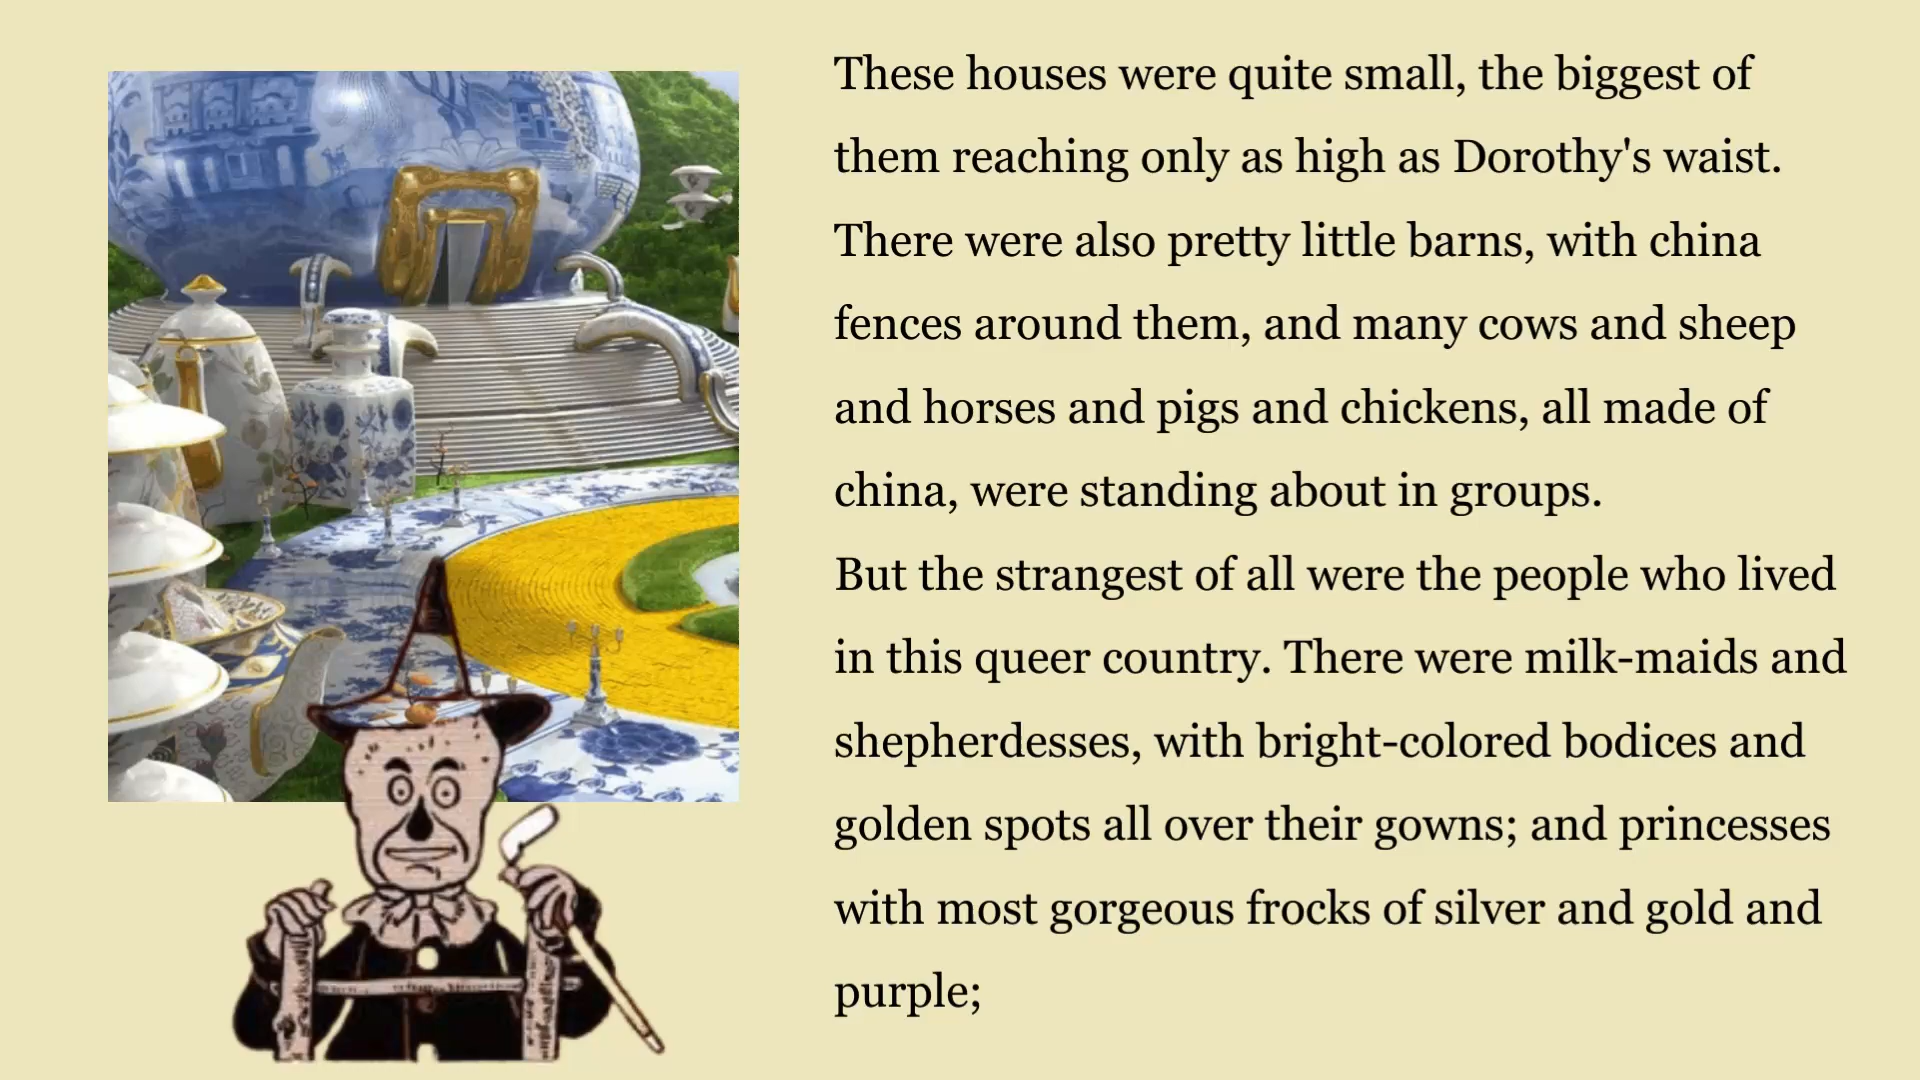 These houses were quite small, the biggest of
them reaching only as high as Dorothy's waist.
There were also pretty little barns, with china
fences around them, and many cows and sheep
and horses and pigs and chickens, all made of
china, were standing about in groups.
But the strangest of all were the people who lived
in this queer country. There were milk-maids and
shepherdesses, with bright-colored bodices and
golden spots all over their gowns; and princesses
with most gorgeous frocks of silver and gold and
purple;